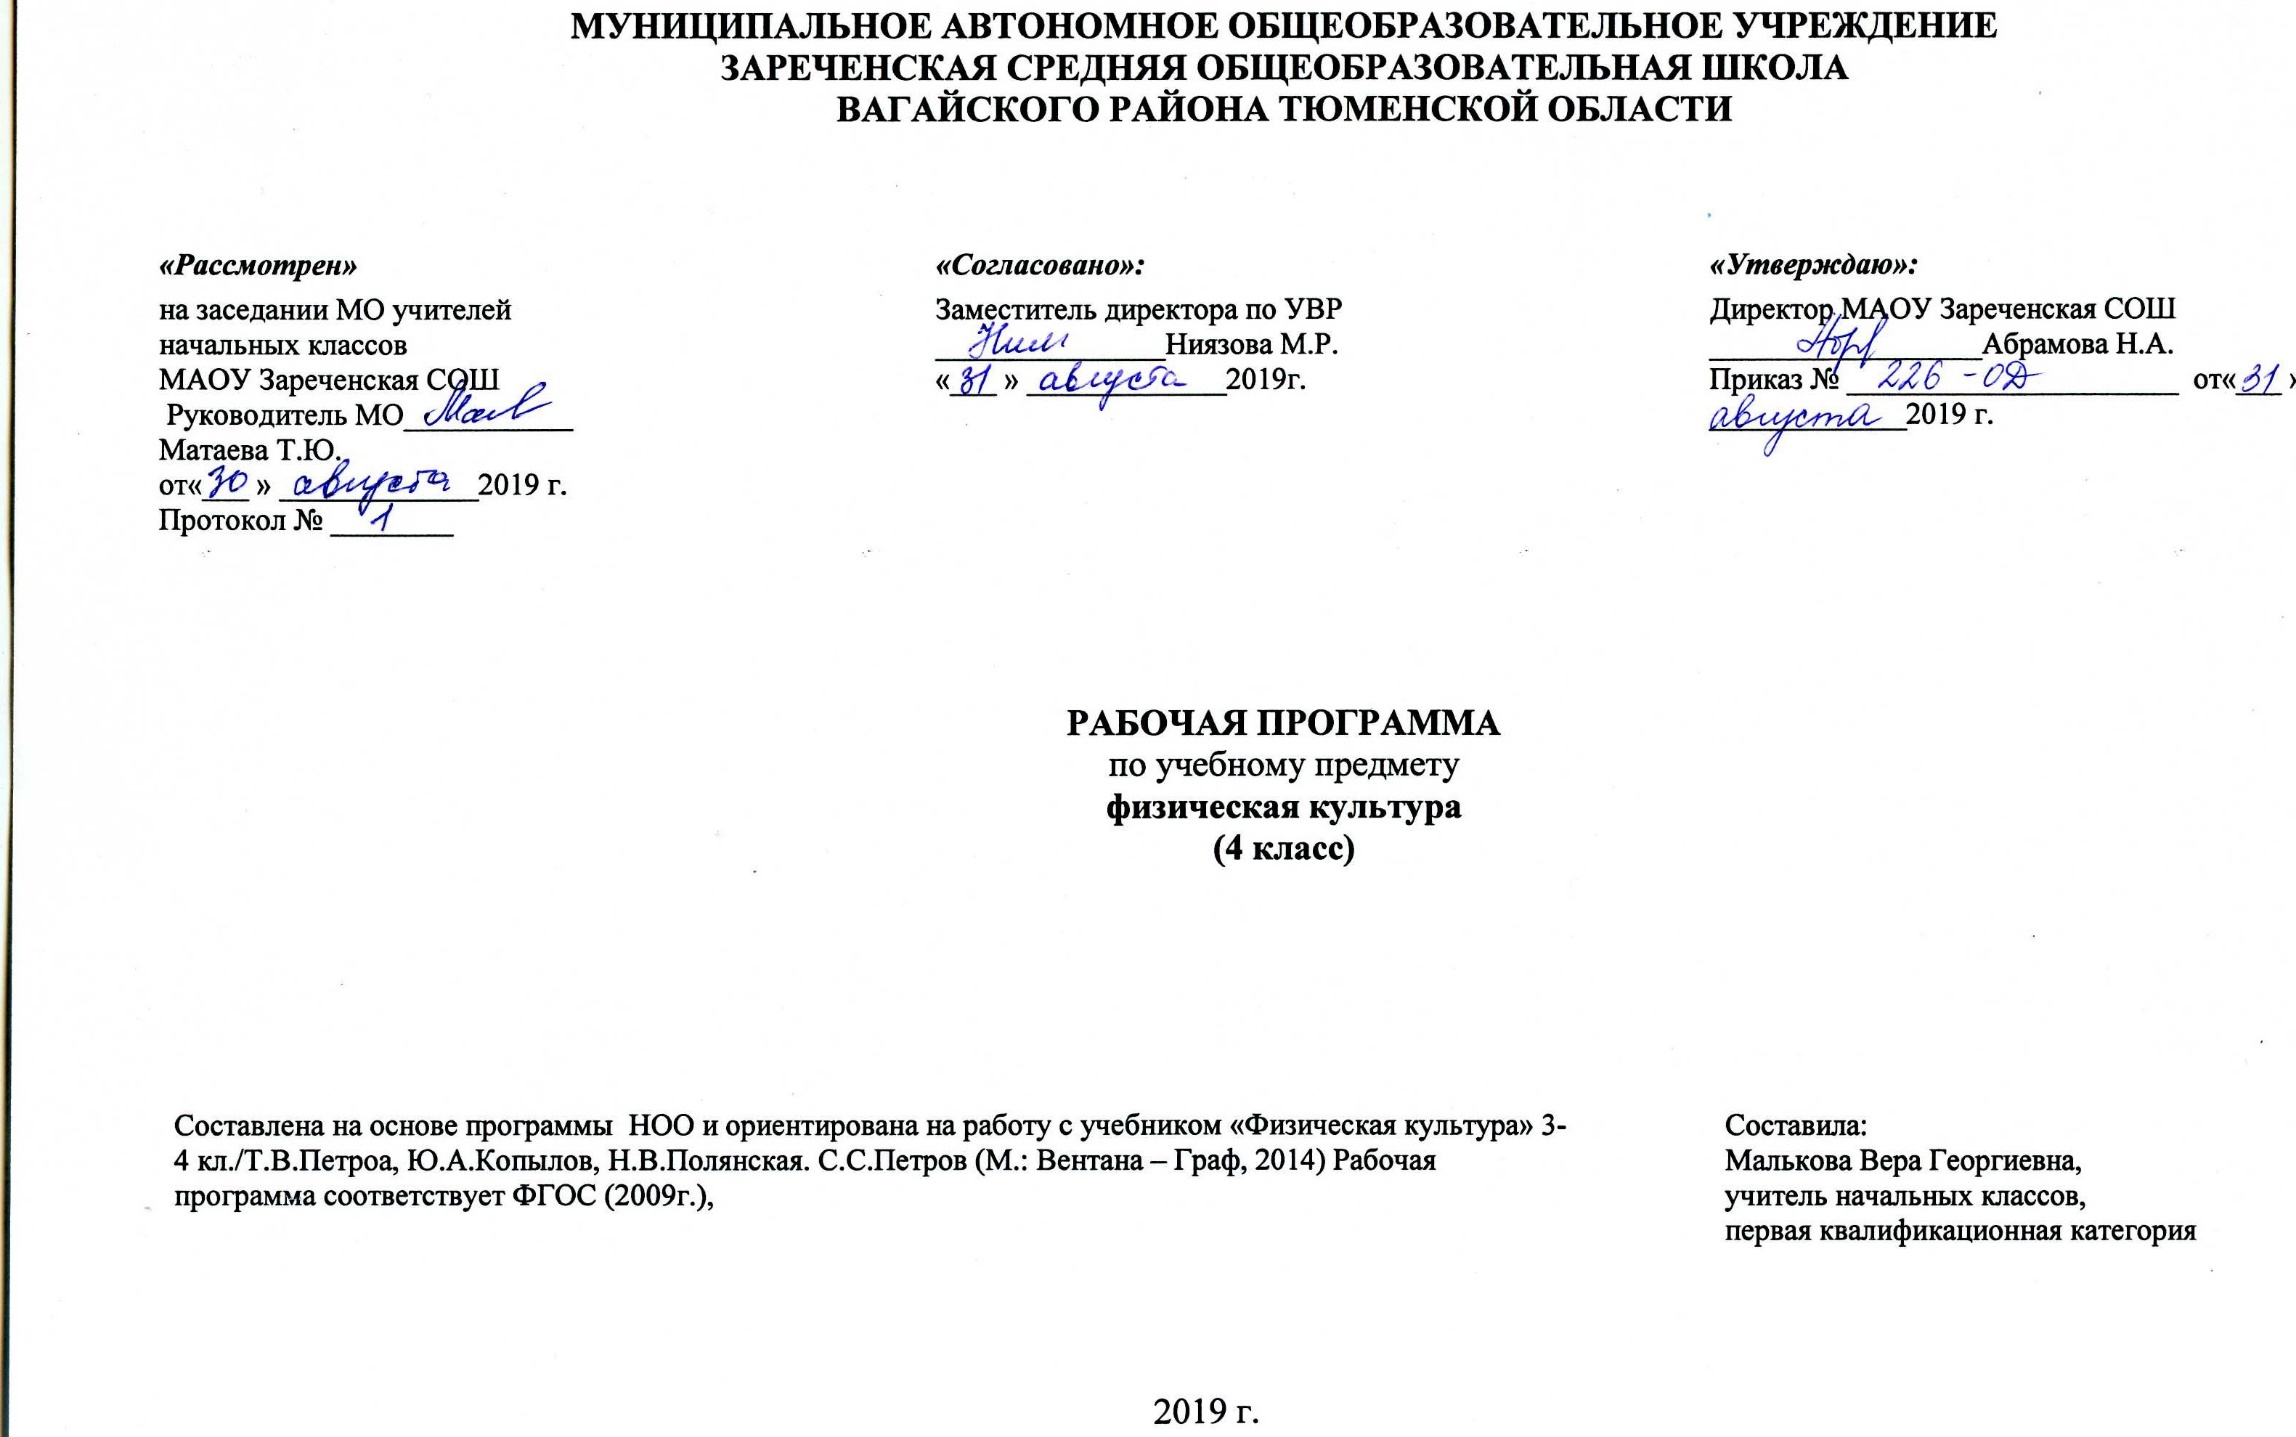 МУНИЦИПАЛЬНОЕ АВТОНОМНОЕ ОБЩЕОБРАЗОВАТЕЛЬНОЕ УЧРЕЖДЕНИЕ
ЗАРЕЧЕНСКАЯ СРЕДНЯЯ ОБЩЕОБРАЗОВАТЕЛЬНАЯ ШКОЛА
ВАГАЙСКОГО РАЙОНА ТЮМЕНСКОЙ ОБЛАСТИ
«Рассмотрен»
на заседании МО учителей
начальных классов
МАОУ Зареченская СОШ
Руководитель МО
Матаева Т.Ю.
от«30 » августа 2019 г.
Протокол № 1
«Согласовано»:
Заместитель директора по УВР
Ниязова М.Р.
«31 » августа 2019г.
«Утверждаю»:
Директор МАОУ Зареченская СОШ
Абрамова Н.А.
Приказ № 226 -ОД от«31 »
августа 2019 г.
РАБОЧАЯ ПРОГРАММА
по учебному предмету
физическая культура
(4 класс)
Составлена на основе программы НОО и ориентирована на работу с учебником «Физическая культура» 3-
4 кл./Т.В.Петроа, Ю.А.Копылов, Н.В.Полянская. С.С.Петров (М.: Вентана – Граф, 2014) Рабочая
программа соответствует ФГОС (2009г.),
Составила:
Малькова Вера Георгиевна,
учитель начальных классов,
первая квалификационная категория
2019 г.